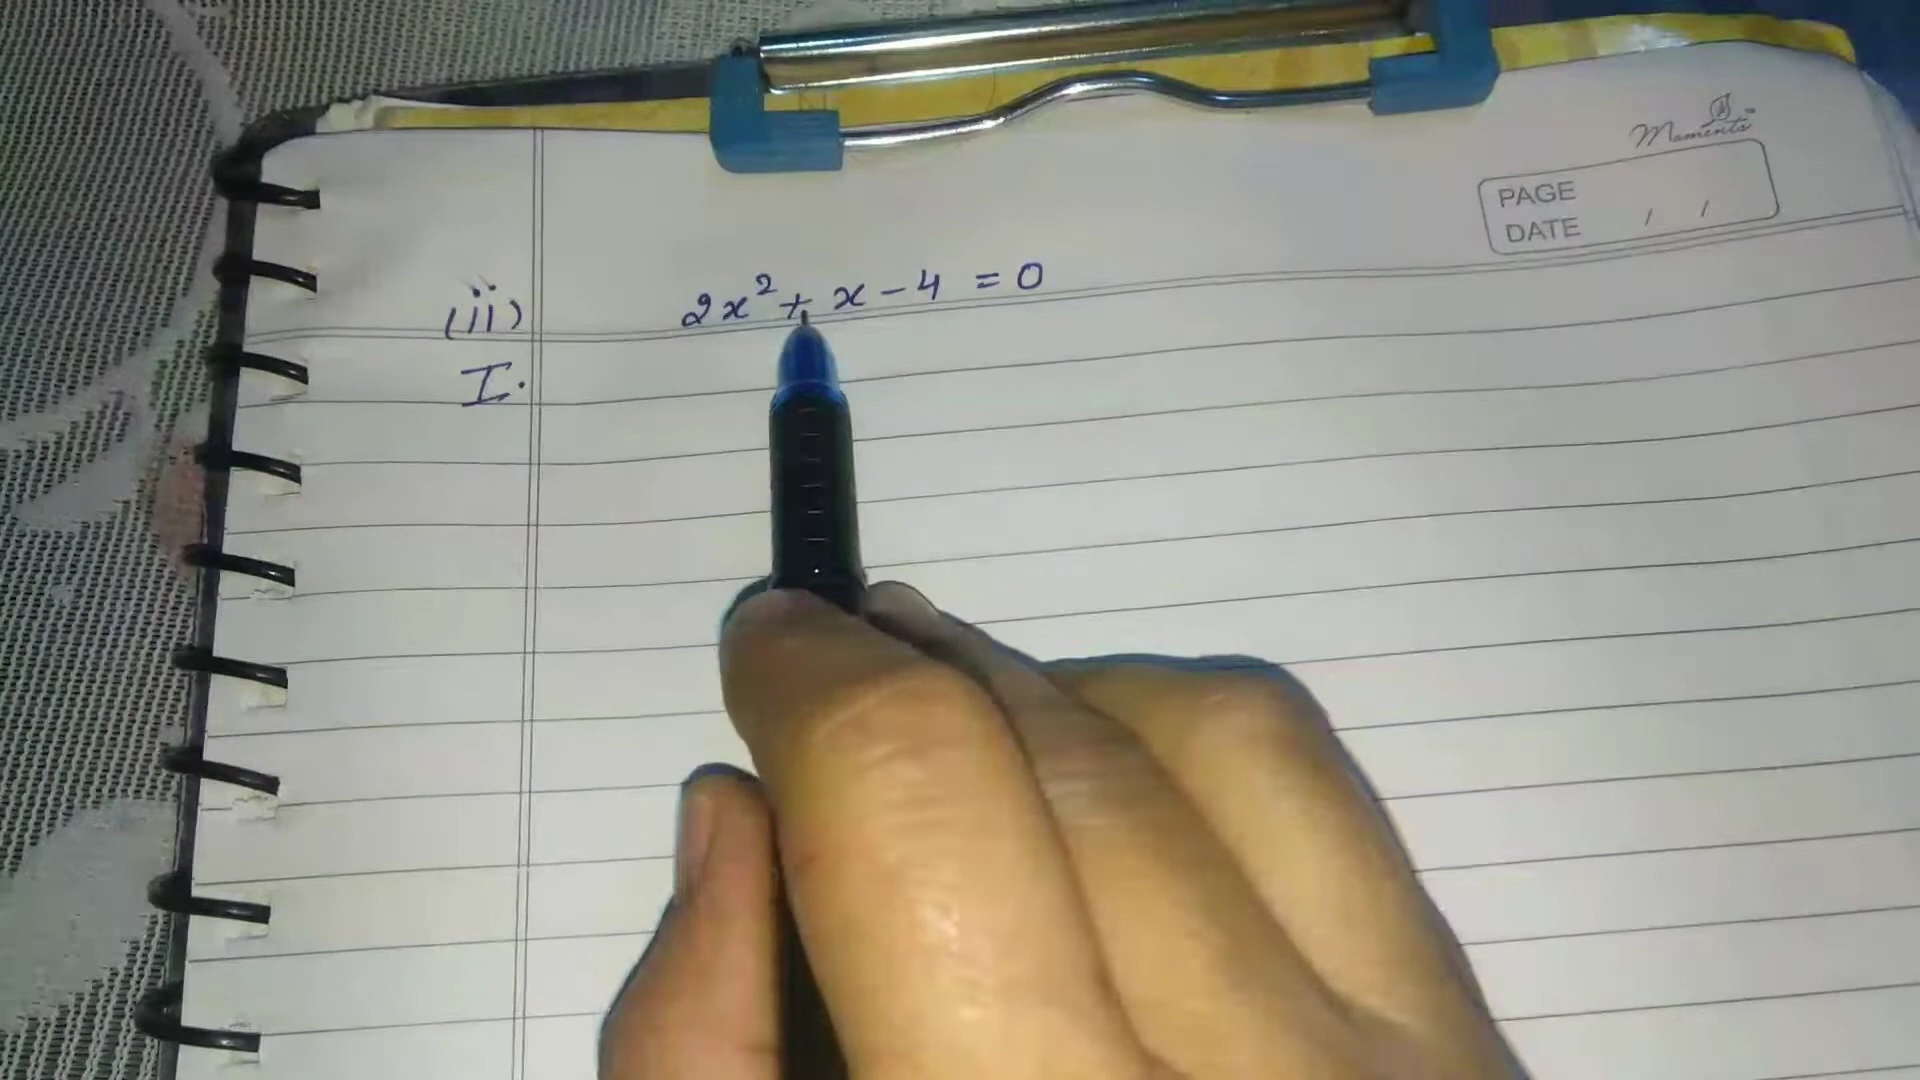 Moments
PAGE
DATE / /
(ii) 2x² + x - 4 = 0
I.